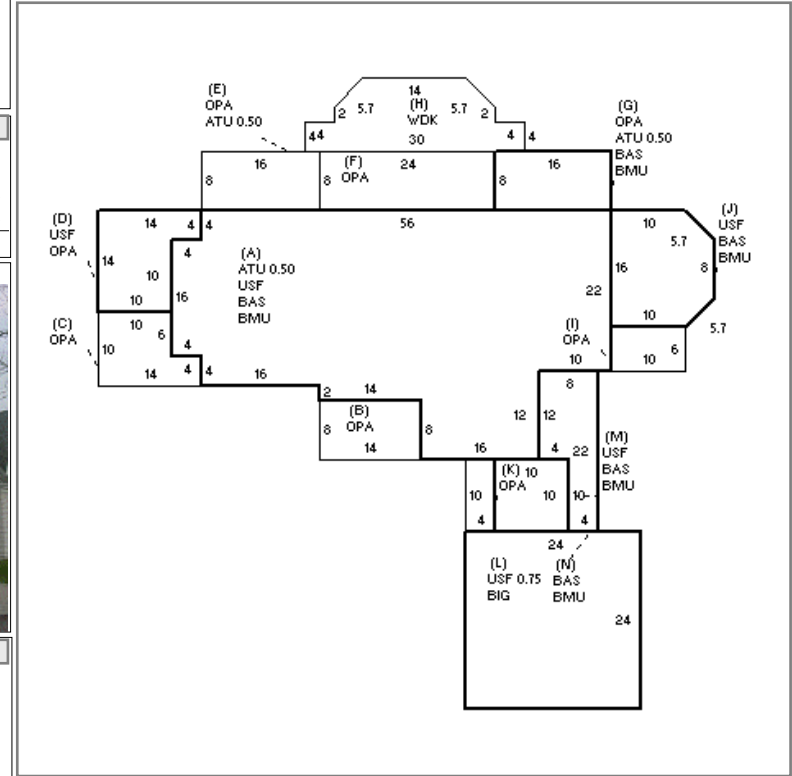 (E)
OPA
ATU 0.50
14
(H)
WDK
2 5.7 5.7 2
44 30 4 4
(G)
OPA
ATU 0.50
BAS
BMU
16 (F) 24 16
OPA
8 8 8
(D)
USF
OPA
14 4 4 56 10
(J)
USF
BAS
BMU
4 5.7
14 10 16 8
(A)
ATU 0.50
USF
BAS
BMU
16 22
10 10
(C)
OPA
10 6 5.7
(I)
OPA
10 4 10 10 6
14 4 4 16 8
2 14
(B)
OPA
8 14 8 12 12
16 4 22
(M)
USF
BAS
BMU
(K) 10
OPA
10 10 10
4 4
24
(L)
USF 0.75
BIG
(N)
BAS
BMU
24